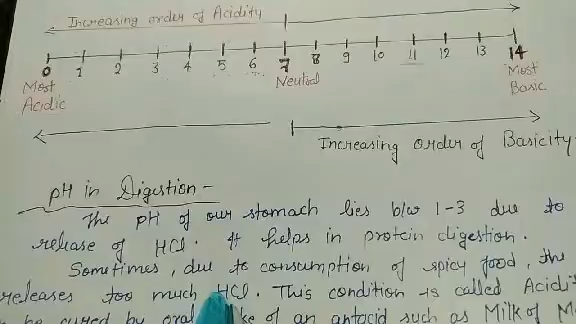 Increasing order of Acidity
0 1 2 3 4 5 6 7 8 9 10 11 12 13 14
Most Acidic
Neutral
Most Basic
Increasing order of Basicity
pH in Digestion -
The pH of our stomach lies b/w 1-3 due to
release of HCl. It helps in protein digestion.
Sometimes, due to consumption of spicy food, the
releases too much HCl. This condition is called
be cured by oral of an antacid such as Milk of